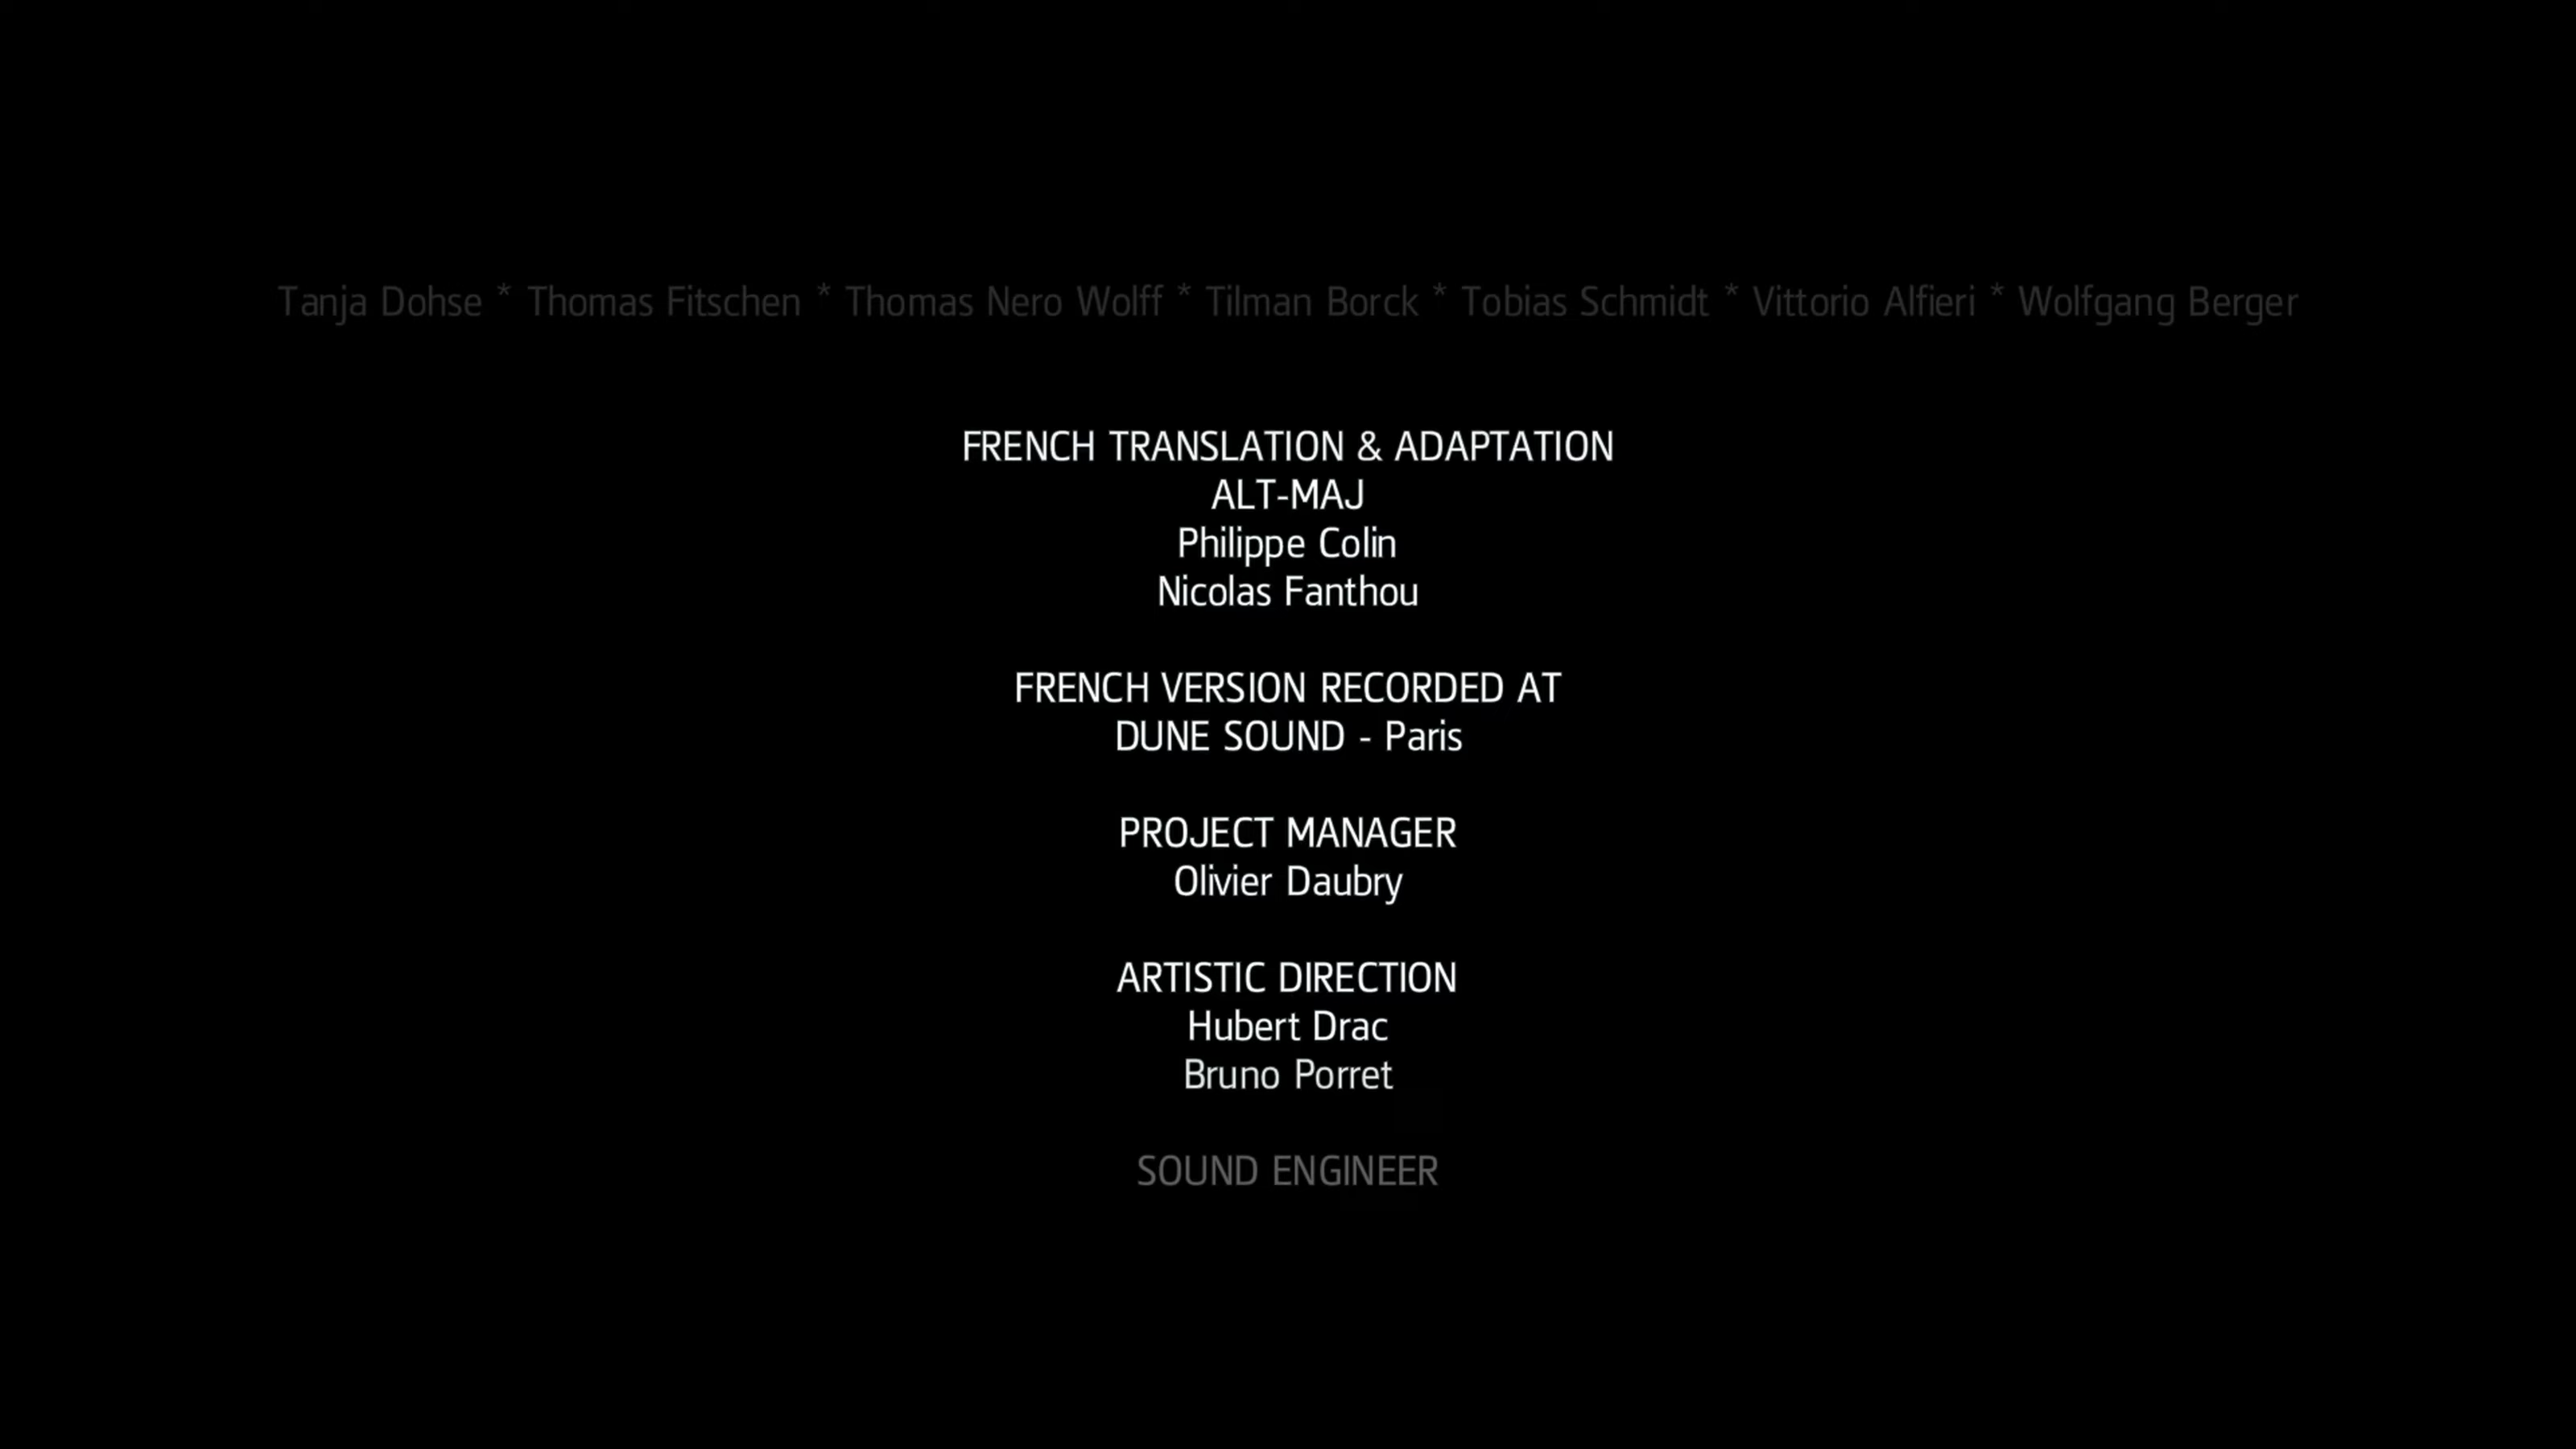 Tanja Dohse * Thomas Fitschen * Thomas Nero Wolff * Tilman Borck * Tobias Schmidt * Vittorio Alfieri * Wolfgang Berger
FRENCH TRANSLATION & ADAPTATION
ALT-MAJ
Philippe Colin
Nicolas Fanthou
FRENCH VERSION RECORDED AT
DUNE SOUND - Paris
PROJECT MANAGER
Olivier Daubry
ARTISTIC DIRECTION
Hubert Drac
Bruno Porret
SOUND ENGINEER